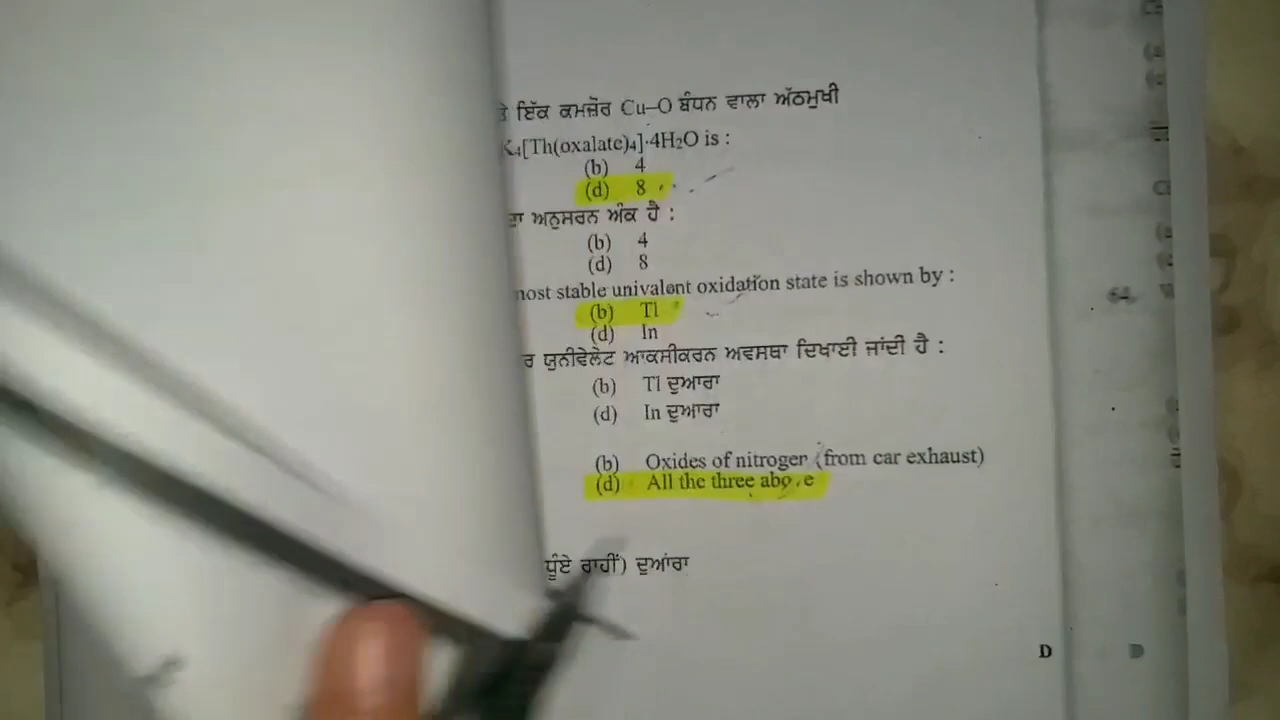 ਇੱਕ ਕਮਜ਼ੋਰ Cu–O ਬੰਧਨ ਵਾਲਾ ਅੱਠਮੁਖੀ
K₄[Th(oxalate)₄]·4H₂O is :
(b) 4
(d) 8
ਅਨੁਸਰਨ ਅੰਕ ਹੈ :
(b) 4
(d) 8
most stable univalent oxidation state is shown by :
(b) Tl
(d) In
ਯੂਨੀਵੇਲੈਂਟ ਆਕਸੀਕਰਨ ਅਵਸਥਾ ਦਿਖਾਈ ਜਾਂਦੀ ਹੈ :
(b) Tl ਦੁਆਰਾ
(d) In ਦੁਆਰਾ
(b) Oxides of nitrogen (from car exhaust)
(d) All the three above
ਧੂੰਏ ਰਾਹੀਂ) ਦੁਆਰਾ
D
64.